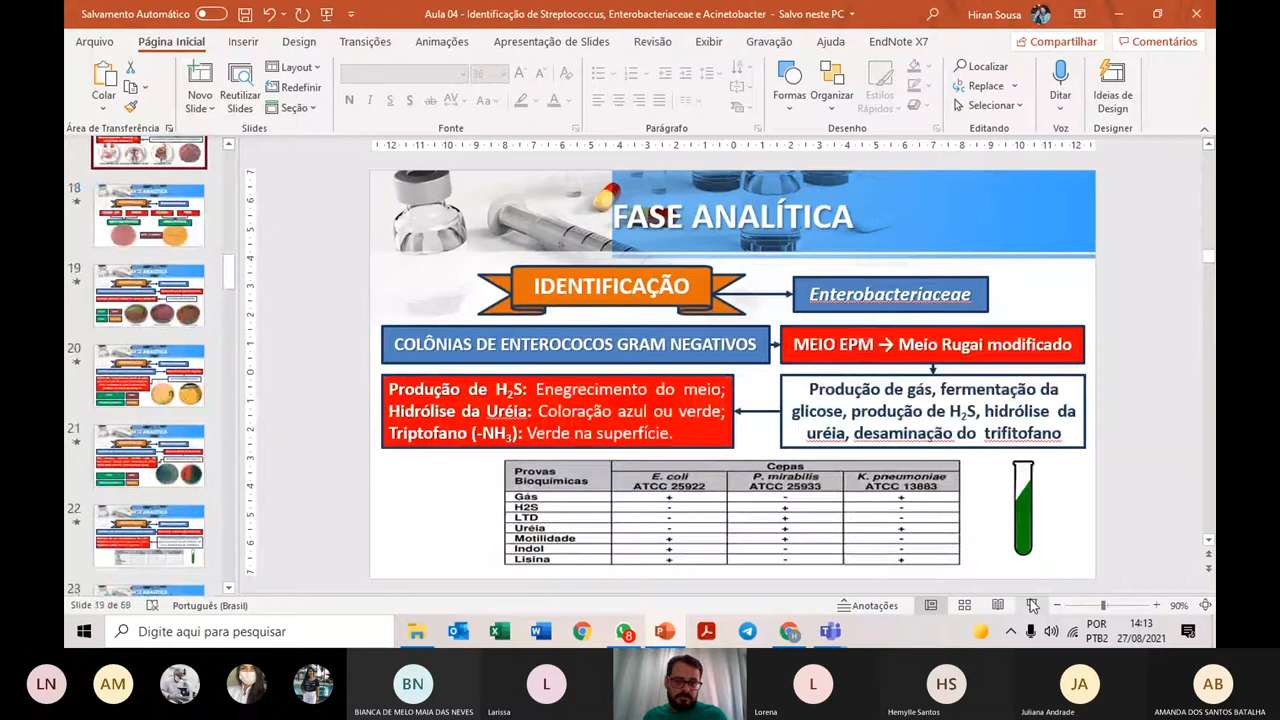 Salvamento Automático
Aula 04 - Identificação de Streptococcus, Enterobacteriaceae e Acinetobacter - Salvo neste PC
Hiran Sousa
Arquivo Página Inicial Inserir Design Transições Animações Apresentação de Slides Revisão Exibir Gravação Ajuda EndNote X7
Compartilhar Comentários
Colar
Novo Slide
Reutilizar Slides
Layout
Redefinir
Seção
36
Formas
Organizar
Estilos Rápidos
Localizar
Replace
Selecionar
Ditar
Ideias de Design
Área de Transferência Slides Fonte Parágrafo Desenho Editando Voz Designer
18
19
20
21
22
23
FASE ANALÍTICA
IDENTIFICAÇÃO
Enterobacteriaceae
COLÔNIAS DE ENTEROCOCOS GRAM NEGATIVOS
MEIO EPM → Meio Rugai modificado
Produção de H2S: Enegrecimento do meio;
Hidrólise da Uréia: Coloração azul ou verde;
Triptofano (-NH3): Verde na superfície.
Produção de gás, fermentação da
glicose, produção de H2S, hidrólise da
uréia, desaminação do trifitofano
Provas Bioquímicas
Cepas
E. coli ATCC 25922
P. mirabilis ATCC 25933
K. pneumoniae ATCC 13883
Gás + - +
H2S - + -
LTD - + -
Uréia - + +
Motilidade + + -
Indol + - -
Lisina + - +
Slide 19 de 69 Português (Brasil) Anotações 90%
Digite aqui para pesquisar
8
POR
PTB2
14:13
27/08/2021
LN
AM
BN
BIANCA DE MELO MAIA DAS NEVES
L
Larissa
L
Lorena
HS
Hemylle Santos
JA
Juliana Andrade
AB
AMANDA DOS SANTOS BATALHA